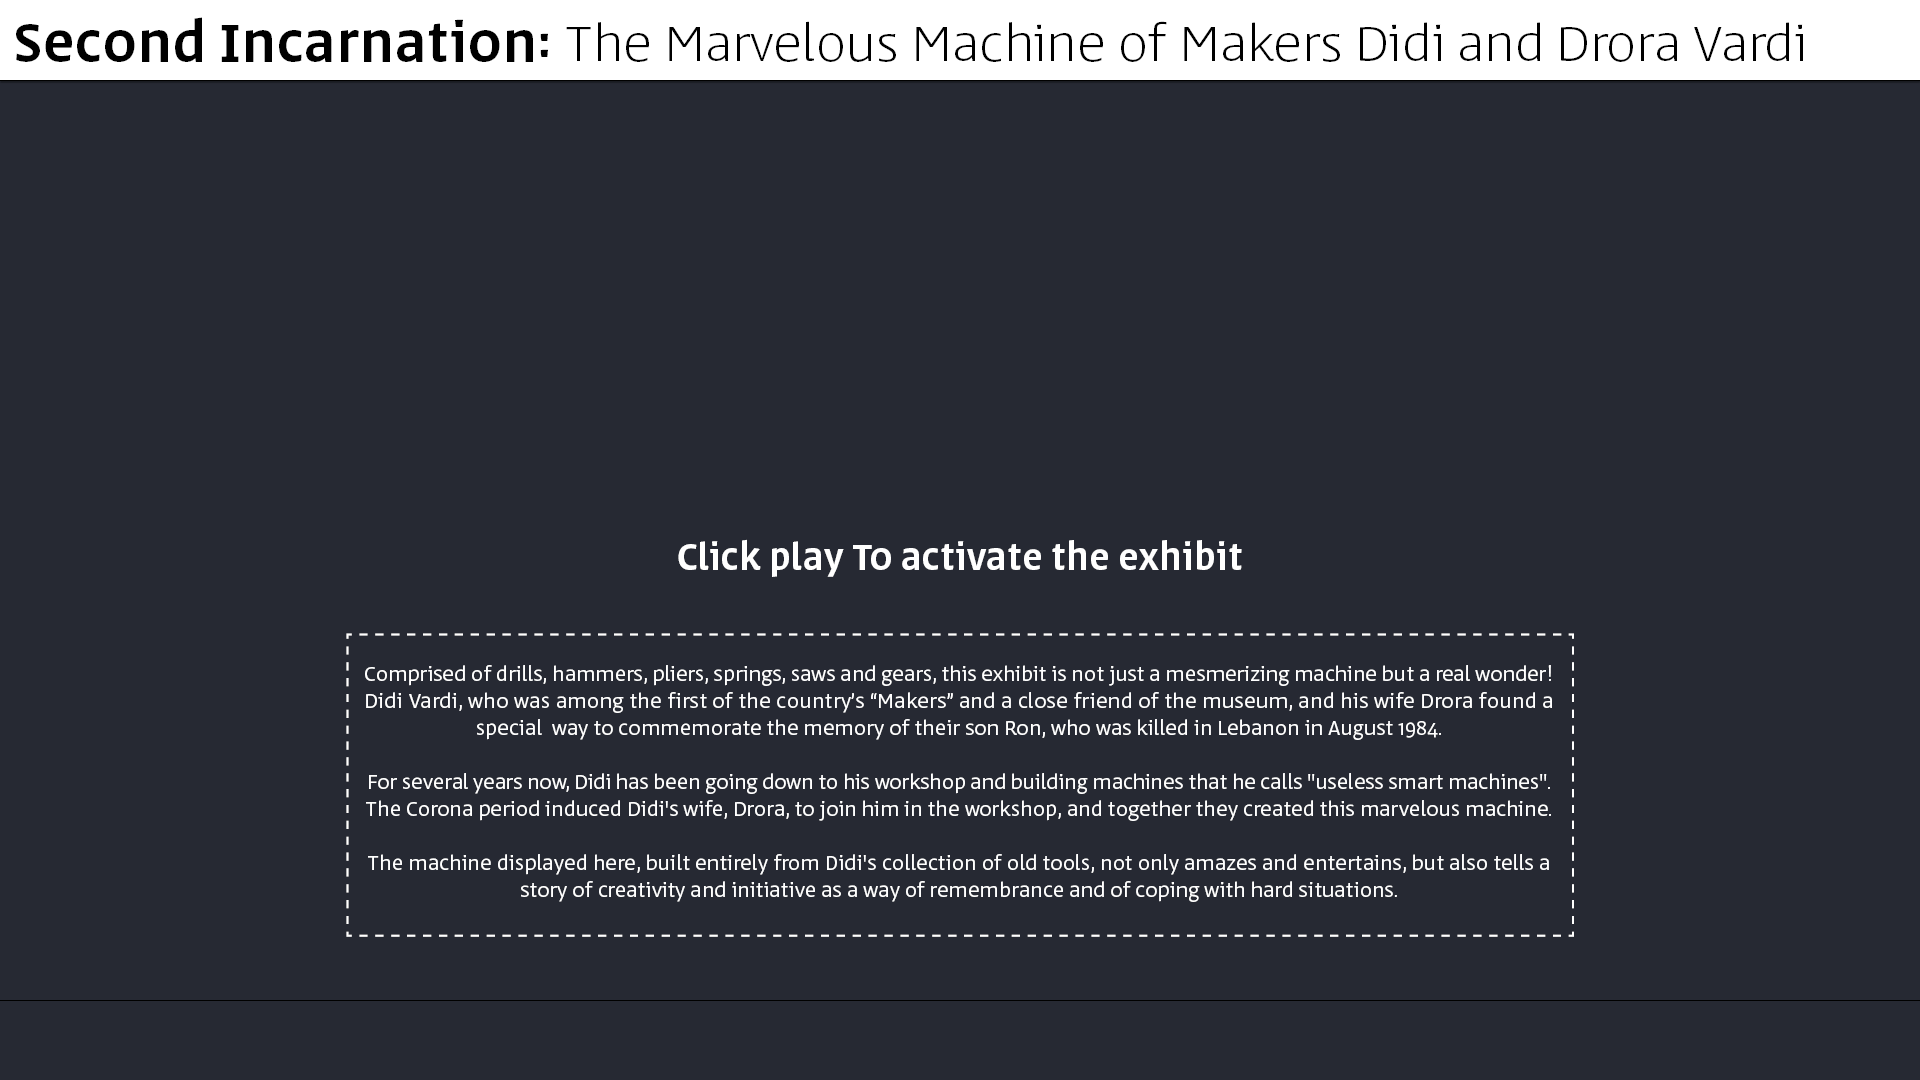 Second Incarnation: The Marvelous Machine of Makers Didi and Drora Vardi
Click play To activate the exhibit
Comprised of drills, hammers, pliers, springs, saws and gears, this exhibit is not just a mesmerizing machine but a real wonder!
Didi Vardi, who was among the first of the country's “Makers” and a close friend of the museum, and his wife Drora found a
special  way to commemorate the memory of their son Ron, who was killed in Lebanon in August 1984.
For several years now, Didi has been going down to his workshop and building machines that he calls "useless smart machines".
The Corona period induced Didi's wife, Drora, to join him in the workshop, and together they created this marvelous machine.
The machine displayed here, built entirely from Didi's collection of old tools, not only amazes and entertains, but also tells a
story of creativity and initiative as a way of remembrance and of coping with hard situations.